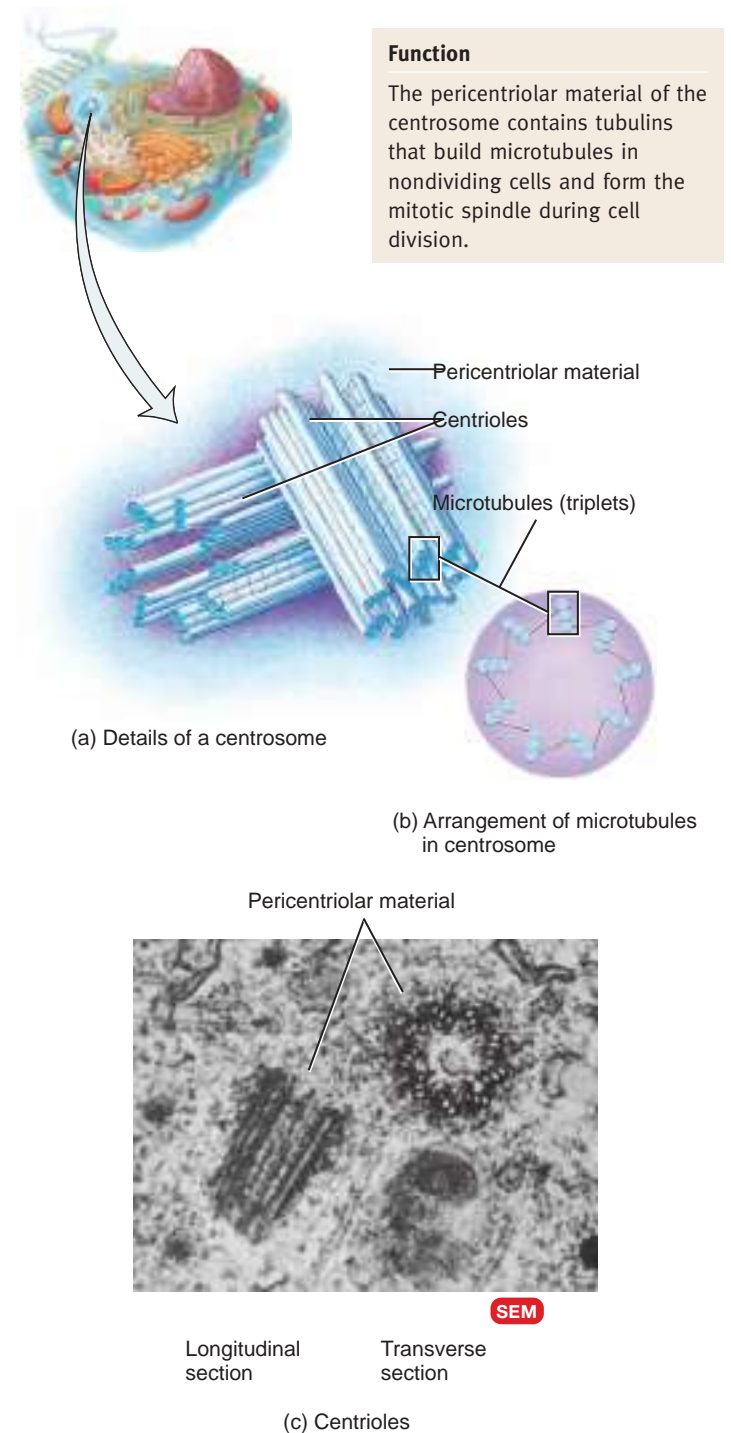 Function
The pericentriolar material of the
centrosome contains tubulins
that build microtubules in
nondividing cells and form the
mitotic spindle during cell
division.
Pericentriolar material
Centrioles
Microtubules (triplets)
(a) Details of a centrosome
(b) Arrangement of microtubules
in centrosome
Pericentriolar material
SEM
Longitudinal
section
Transverse
section
(c) Centrioles